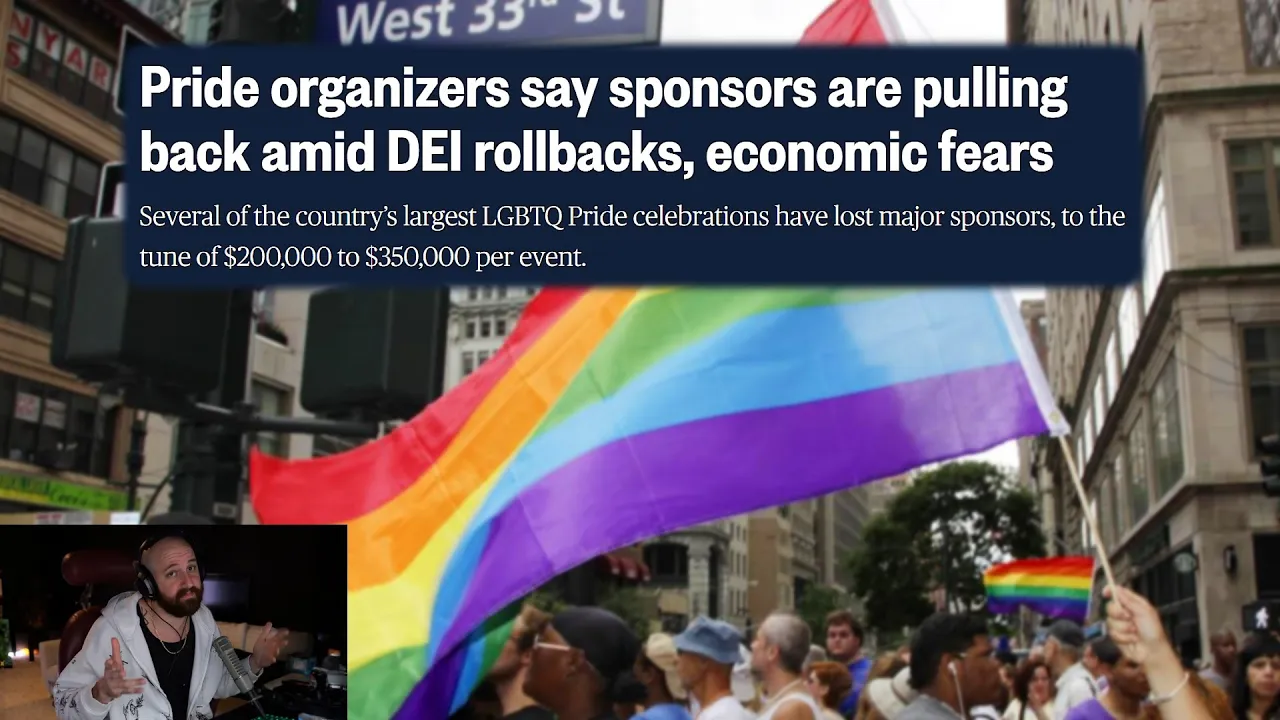 West 33rd St
Pride organizers say sponsors are pulling
back amid DEI rollbacks, economic fears
Several of the country's largest LGBTQ Pride celebrations have lost major sponsors, to the
tune of $200,000 to $350,000 per event.